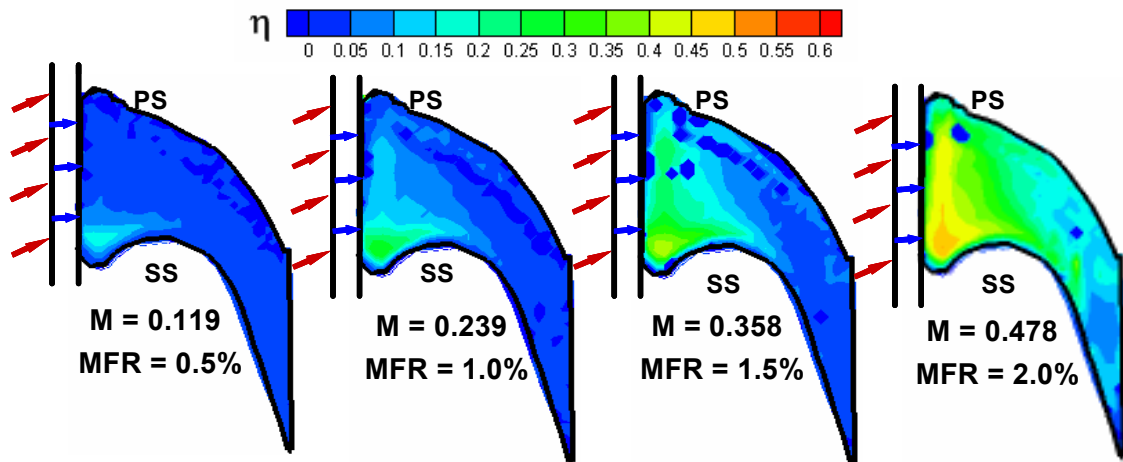 η
0 0.05 0.1 0.15 0.2 0.25 0.3 0.35 0.4 0.45 0.5 0.55 0.6
PS PS PS PS
SS SS SS SS
M = 0.119 M = 0.239 M = 0.358 M = 0.478
MFR = 0.5% MFR = 1.0% MFR = 1.5% MFR = 2.0%